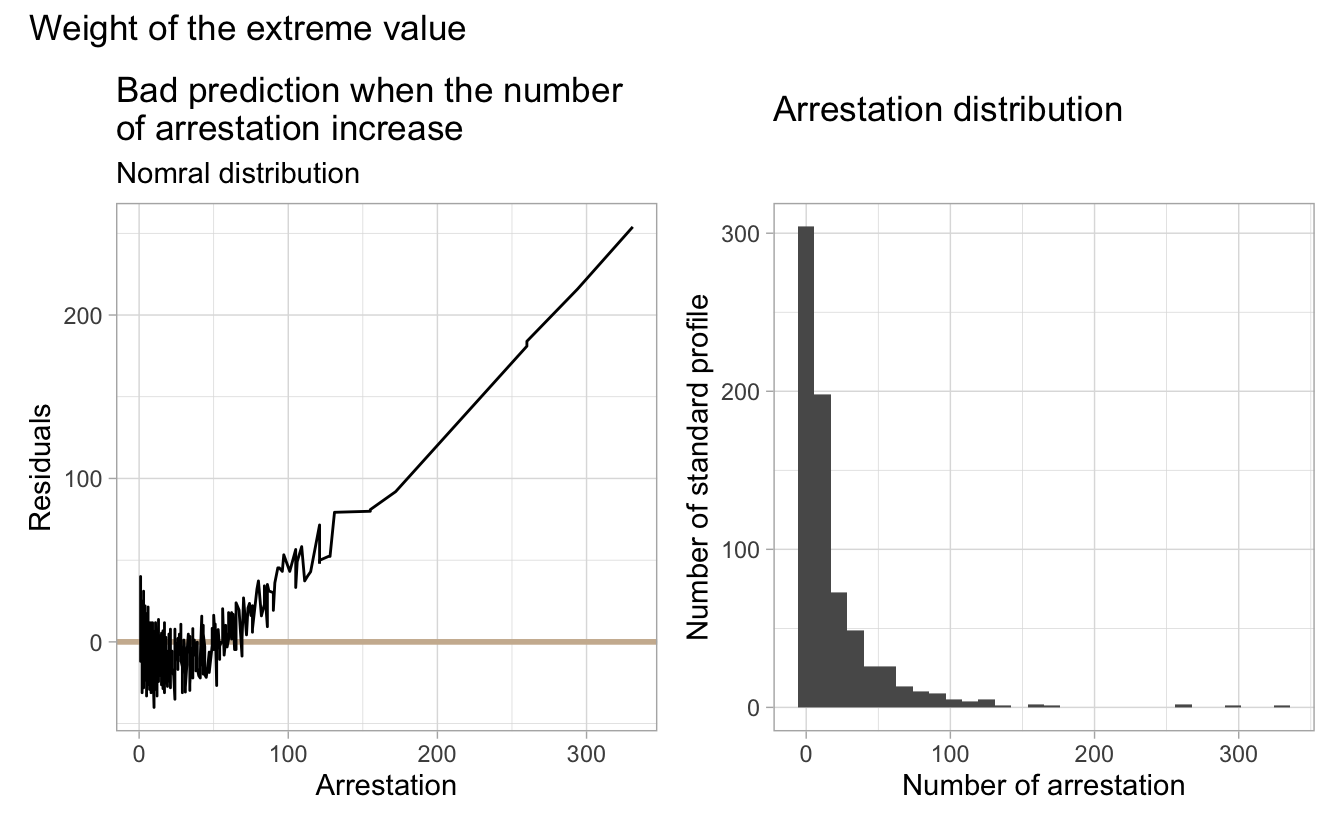 Weight of the extreme value
Bad prediction when the number
of arrestation increase
Nomral distribution
Residuals
200
100
0
0 100 200 300
Arrestation
Arrestation distribution
Number of standard profile
300
200
100
0
0 100 200 300
Number of arrestation